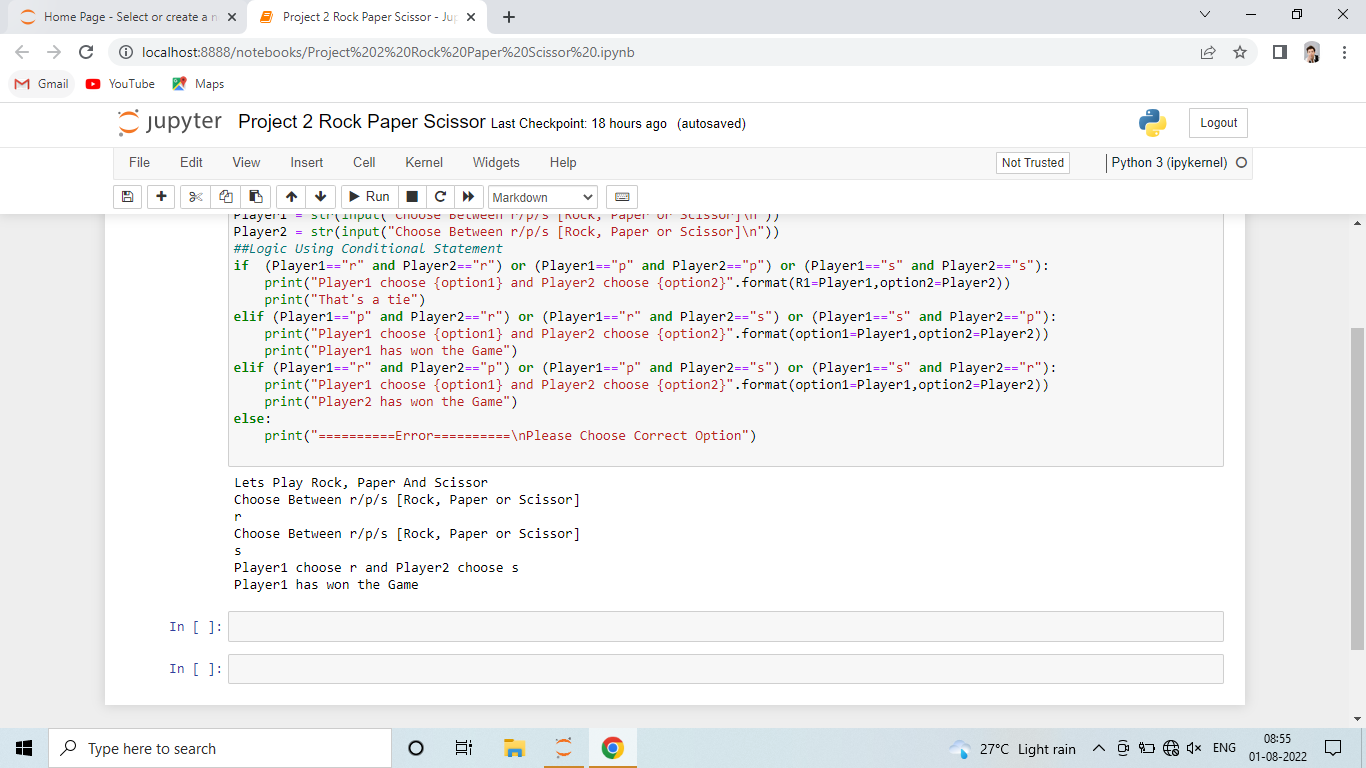 Home Page - Select or create a n
Project 2 Rock Paper Scissor - Jup
localhost:8888/notebooks/Project%202%20Rock%20Paper%20Scissor%20.ipynb
Gmail YouTube Maps
jupyter Project 2 Rock Paper Scissor Last Checkpoint: 18 hours ago (autosaved)
Logout
File Edit View Insert Cell Kernel Widgets Help
Not Trusted Python 3 (ipykernel)
Run Markdown
Player1 = str(input("Choose Between r/p/s [Rock, Paper or Scissor]\n"))
Player2 = str(input("Choose Between r/p/s [Rock, Paper or Scissor]\n"))
##Logic Using Conditional Statement
if  (Player1=="r" and Player2=="r") or (Player1=="p" and Player2=="p") or (Player1=="s" and Player2=="s"):
    print("Player1 choose {option1} and Player2 choose {option2}".format(R1=Player1,option2=Player2))
    print("That's a tie")
elif (Player1=="p" and Player2=="r") or (Player1=="r" and Player2=="s") or (Player1=="s" and Player2=="p"):
    print("Player1 choose {option1} and Player2 choose {option2}".format(option1=Player1,option2=Player2))
    print("Player1 has won the Game")
elif (Player1=="r" and Player2=="p") or (Player1=="p" and Player2=="s") or (Player1=="s" and Player2=="r"):
    print("Player1 choose {option1} and Player2 choose {option2}".format(option1=Player1,option2=Player2))
    print("Player2 has won the Game")
else:
    print("==========Error==========\nPlease Choose Correct Option")
Lets Play Rock, Paper And Scissor
Choose Between r/p/s [Rock, Paper or Scissor]
r
Choose Between r/p/s [Rock, Paper or Scissor]
s
Player1 choose r and Player2 choose s
Player1 has won the Game
In [ ]:
In [ ]:
Type here to search
27°C Light rain
ENG
08:55
01-08-2022